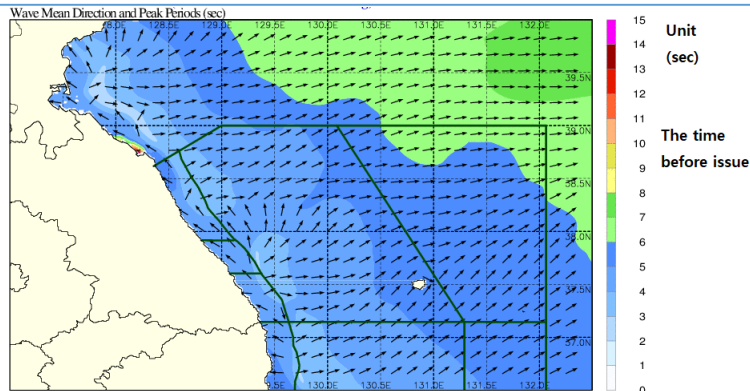 Wave Mean Direction and Peak Periods (sec)
128.5 129.0E 129.5E 130.0E 130.5E 131.0E 131.5E 132.0E
39.5N
39.0N
38.5N
38.0N
37.5N
37.0N
130.0E 130.5E 131.0E 131.5E 132.0E
15
14
13
12
11
10
9
8
7
6
5
4
3
2
1
0
Unit
(sec)
The time
before issue